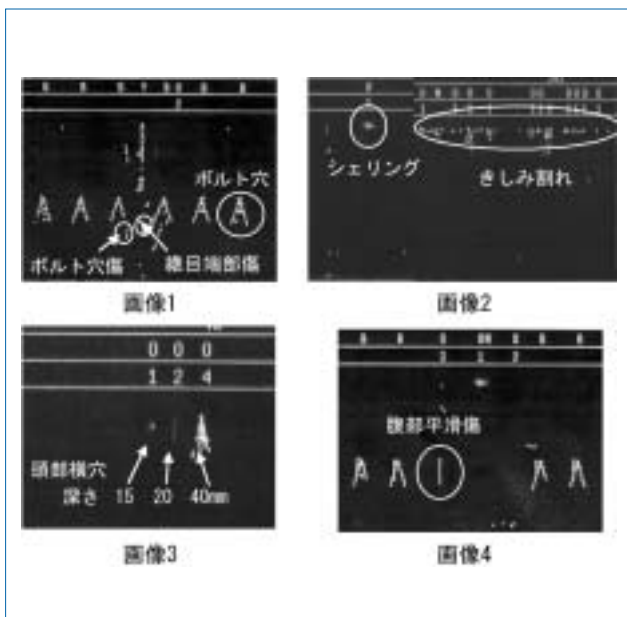 ボルト穴
ボルト穴傷
継目端部傷
画像1
シェリング
きしみ割れ
画像2
0 0 0
1 2 4
頭部横穴
深さ 15 20 40mm
画像3
腹部平滑傷
画像4